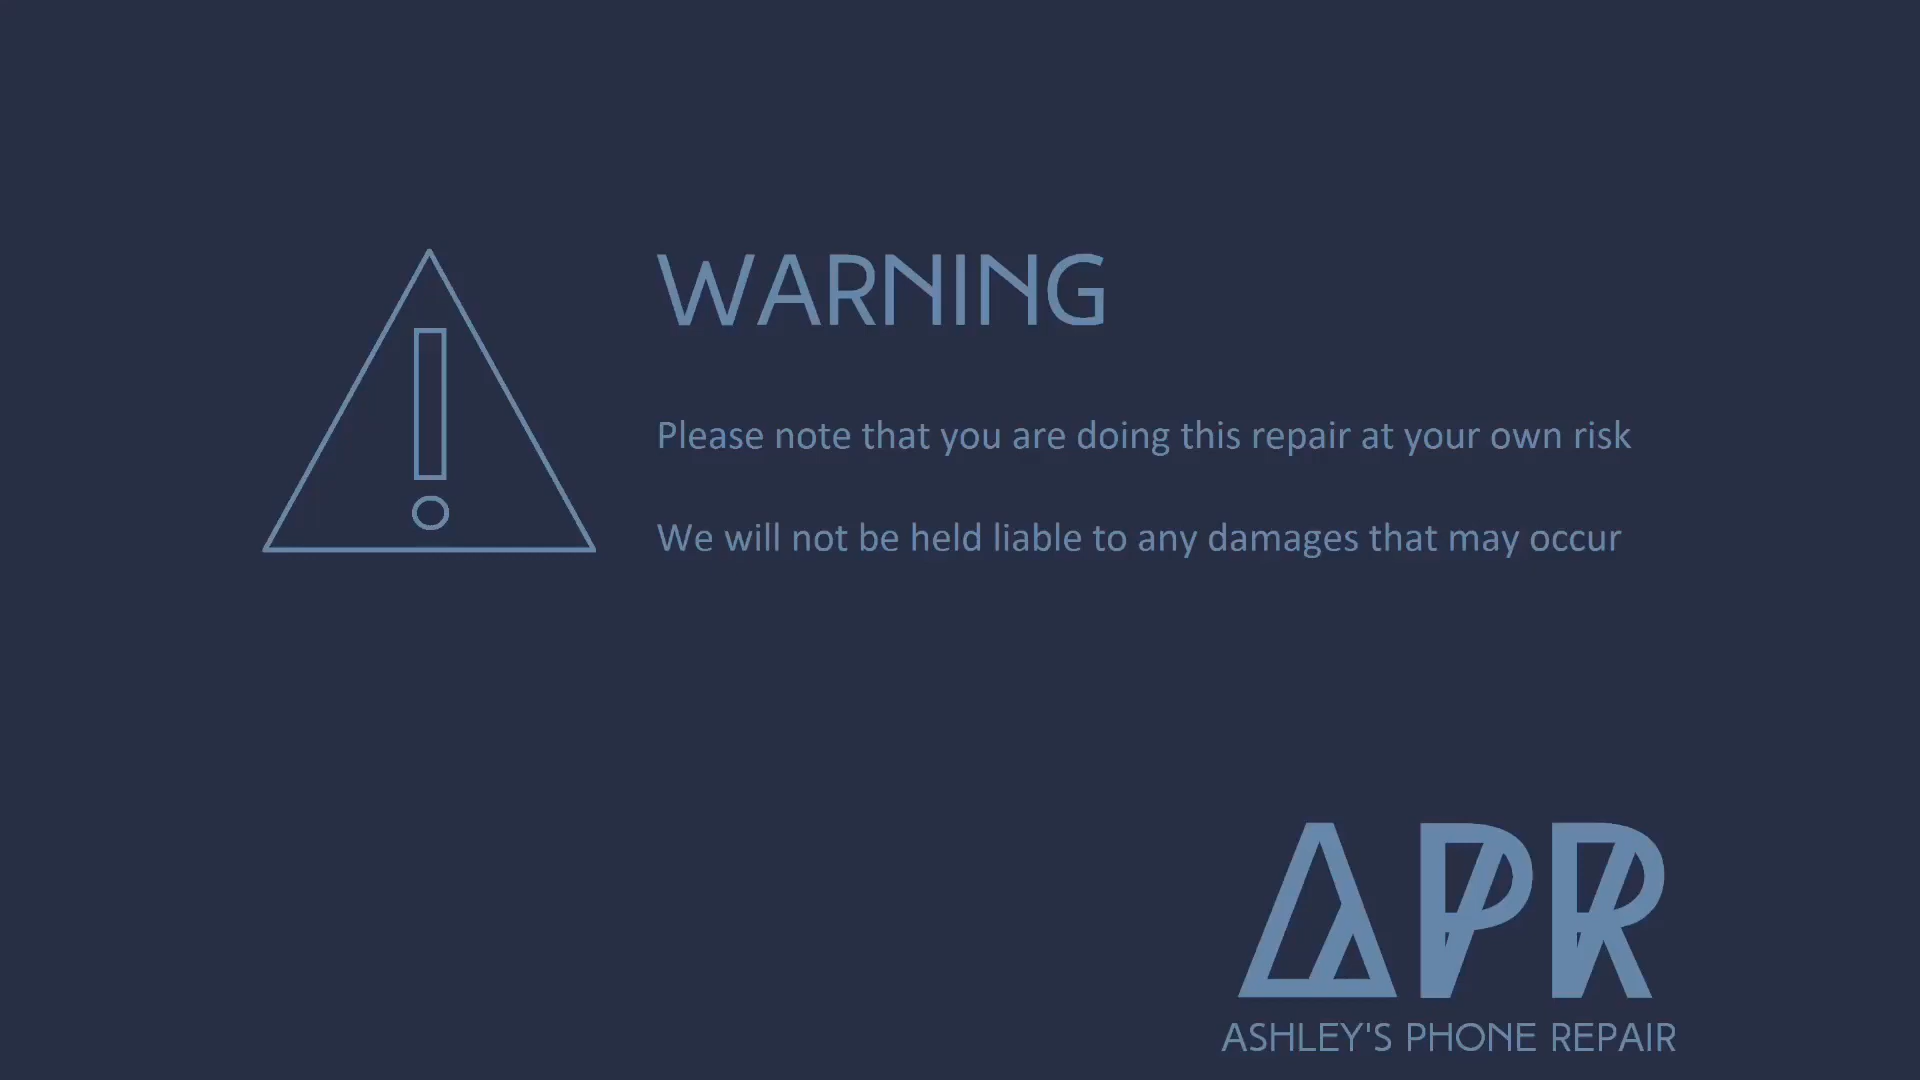 WARNING
Please note that you are doing this repair at your own risk
We will not be held liable to any damages that may occur
APR
ASHLEY'S PHONE REPAIR